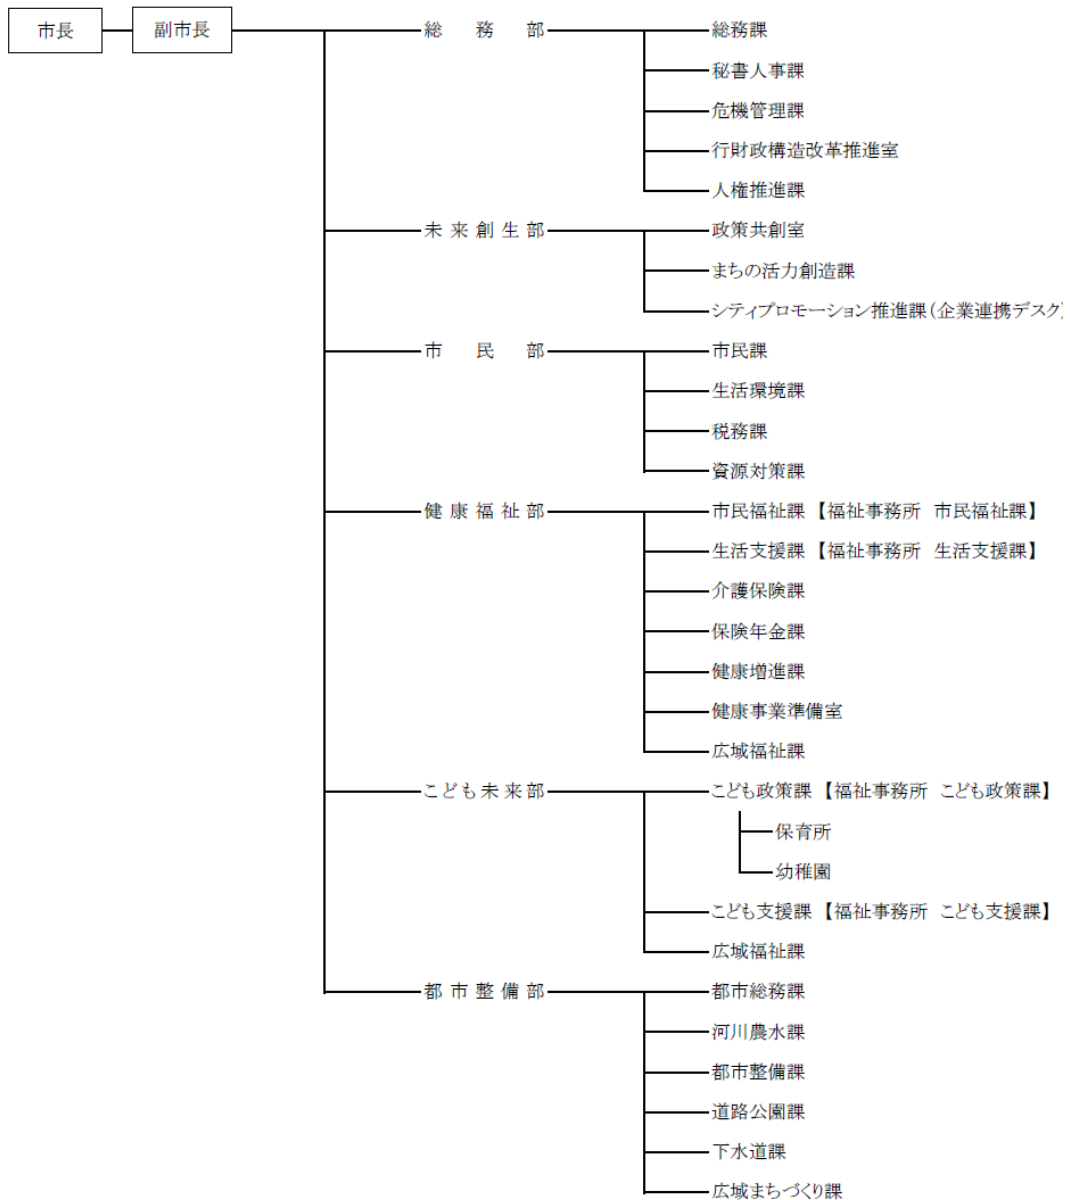 市長 副市長 総務部 総務課
秘書人事課
危機管理課
行財政構造改革推進室
人権推進課
未来創生部 政策共創室
まちの活力創造課
シティプロモーション推進課(企業連携デスク)
市民部 市民課
生活環境課
税務課
資源対策課
健康福祉部 市民福祉課【福祉事務所 市民福祉課】
生活支援課【福祉事務所 生活支援課】
介護保険課
保険年金課
健康増進課
健康事業準備室
広域福祉課
こども未来部 こども政策課【福祉事務所 こども政策課】
保育所
幼稚園
こども支援課【福祉事務所 こども支援課】
広域福祉課
都市整備部 都市総務課
河川農水課
都市整備課
道路公園課
下水道課
広域まちづくり課